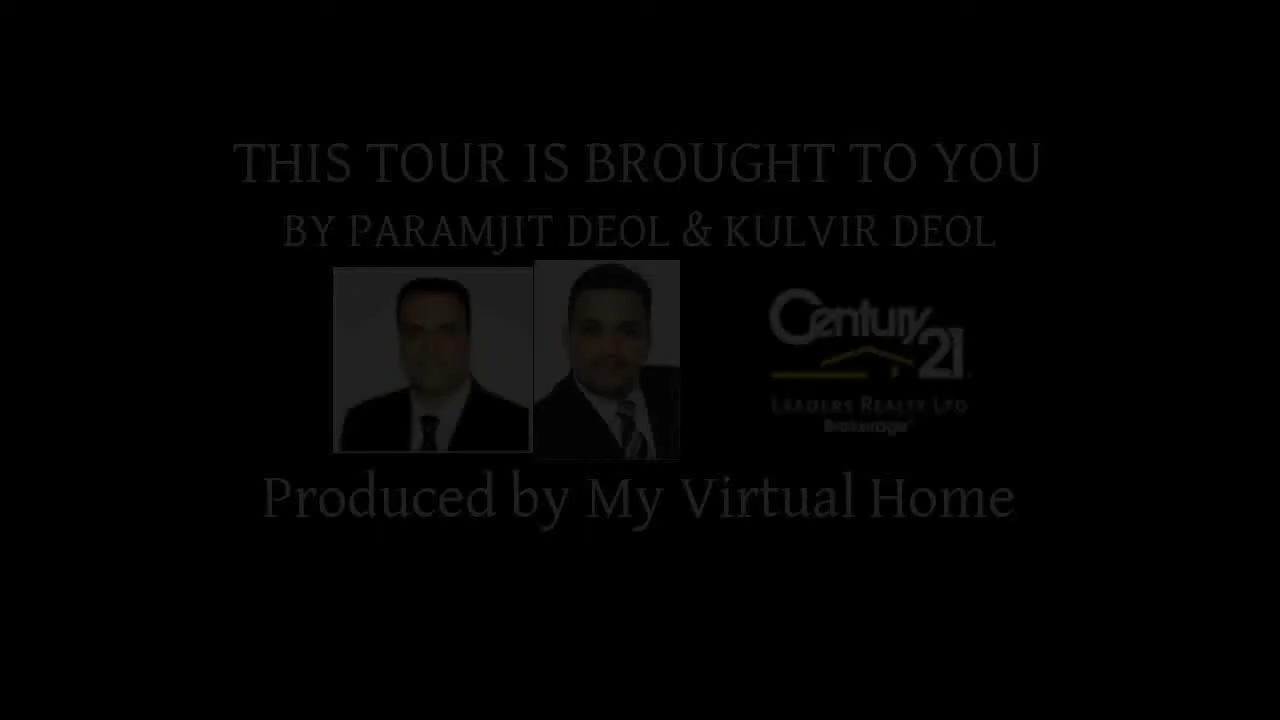 THIS TOUR IS BROUGHT TO YOU
BY PARAMJIT DEOL & KULVIR DEOL
Century 21
LEADERS REALTY LTD
Brokerage
Produced by My Virtual Home